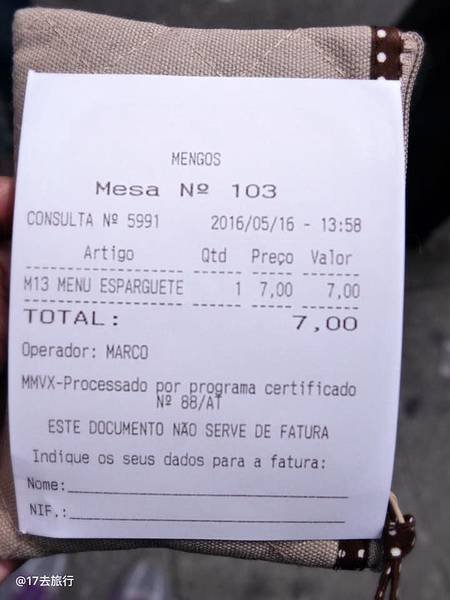 MENGOS
Mesa Nº 103
CONSULTA Nº 5991 2016/05/16 - 13:58
Artigo Qtd Preço Valor
M13 MENU ESPARGUETE 1 7,00 7,00
TOTAL: 7,00
Operador: MARCO
MMVX-Processado por programa certificado
Nº 88/AT
ESTE DOCUMENTO NÃO SERVE DE FATURA
Indique os seus dados para a fatura:
Nome:
NIF.:
@17去旅行